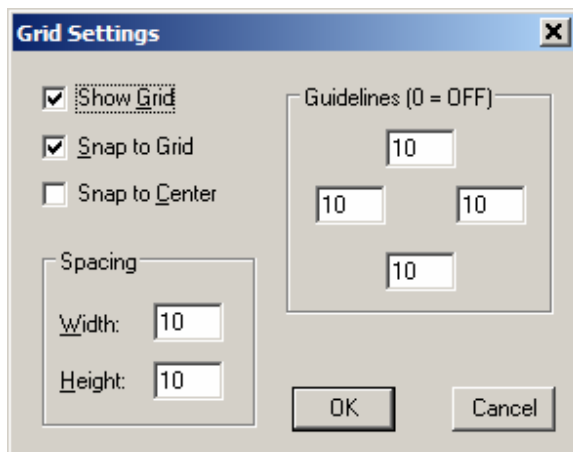 Grid Settings
Show Grid
Snap to Grid
Snap to Center
Guidelines (0 = OFF)
10
10 10
10
Spacing
Width: 10
Height: 10
OK Cancel